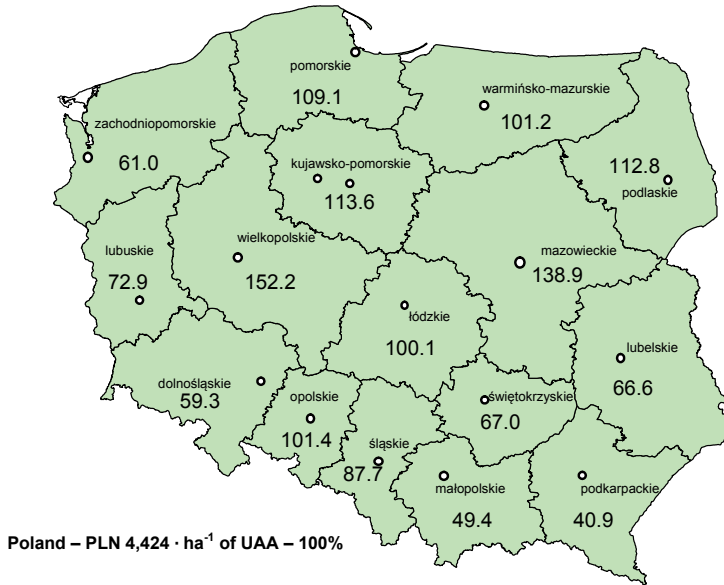 pomorskie
109.1
warmińsko-mazurskie
101.2
zachodniopomorskie
61.0
kujawsko-pomorskie
113.6
112.8
podlaskie
lubuskie
72.9
wielkopolskie
152.2
mazowieckie
138.9
łódzkie
100.1
lubelskie
66.6
dolnośląskie
59.3
opolskie
101.4
śląskie
87.7
świętokrzyskie
67.0
małopolskie
49.4
podkarpackie
40.9
Poland – PLN 4,424 · ha⁻¹ of UAA – 100%